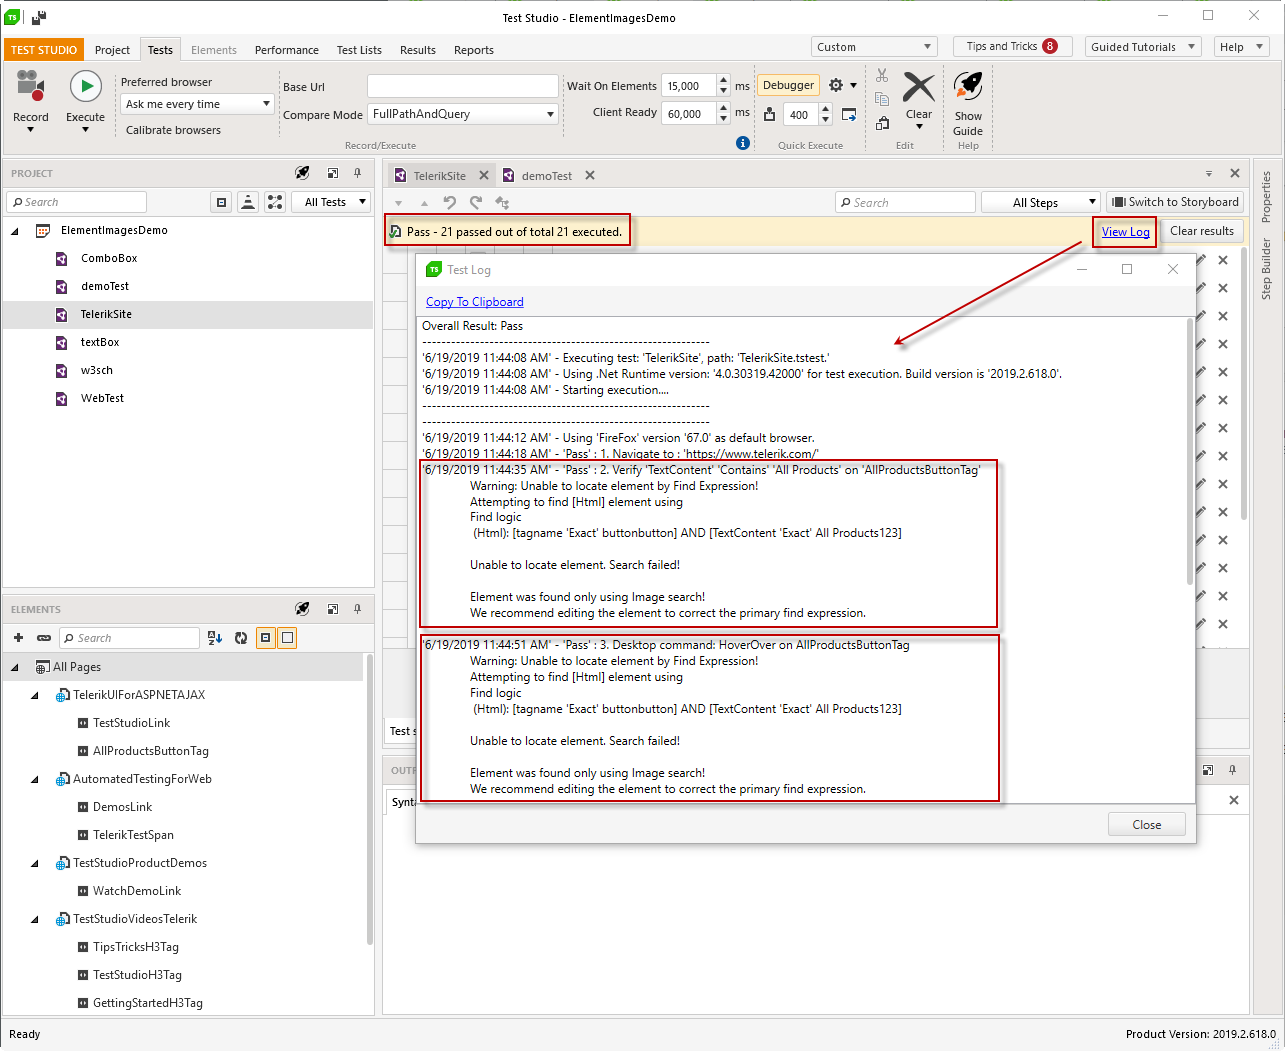 TS
Test Studio - ElementImagesDemo
TEST STUDIO
Project
Tests
Elements
Performance
Test Lists
Results
Reports
Custom
Tips and Tricks 8
Guided Tutorials
Help
Record
Execute
Preferred browser
Ask me every time
Calibrate browsers
Base Url
Compare Mode
FullPathAndQuery
Wait On Elements
15,000
ms
Client Ready
60,000
ms
Record/Execute
Debugger
400
Quick Execute
Clear
Edit
Show
Guide
Help
PROJECT
Search
All Tests
ElementImagesDemo
ComboBox
demoTest
TelerikSite
textBox
w3sch
WebTest
ELEMENTS
Search
All Pages
TelerikUIForASPNETAJAX
TestStudioLink
AllProductsButtonTag
AutomatedTestingForWeb
DemosLink
TelerikTestSpan
TestStudioProductDemos
WatchDemoLink
TestStudioVideosTelerik
TipsTricksH3Tag
TestStudioH3Tag
GettingStartedH3Tag
TelerikSite
demoTest
Search
All Steps
Switch to Storyboard
Pass - 21 passed out of total 21 executed.
View Log
Clear results
Properties
Step Builder
TS
Test Log
Copy To Clipboard
Overall Result: Pass
------------------------------------------------------------
'6/19/2019 11:44:08 AM' - Executing test: 'TelerikSite', path: 'TelerikSite.tstest.'
'6/19/2019 11:44:08 AM' - Using .Net Runtime version: '4.0.30319.42000' for test execution. Build version is '2019.2.618.0'.
'6/19/2019 11:44:08 AM' - Starting execution....
------------------------------------------------------------
------------------------------------------------------------
'6/19/2019 11:44:12 AM' - Using 'FireFox' version '67.0' as default browser.
'6/19/2019 11:44:18 AM' - 'Pass' : 1. Navigate to : 'https://www.telerik.com/'
'6/19/2019 11:44:35 AM' - 'Pass' : 2. Verify 'TextContent' 'Contains' 'All Products' on 'AllProductsButtonTag'
Warning: Unable to locate element by Find Expression!
Attempting to find [Html] element using
Find logic
(Html): [tagname 'Exact' buttonbutton] AND [TextContent 'Exact' All Products123]
Unable to locate element. Search failed!
Element was found only using Image search!
We recommend editing the element to correct the primary find expression.
'6/19/2019 11:44:51 AM' - 'Pass' : 3. Desktop command: HoverOver on AllProductsButtonTag
Warning: Unable to locate element by Find Expression!
Attempting to find [Html] element using
Find logic
(Html): [tagname 'Exact' buttonbutton] AND [TextContent 'Exact' All Products123]
Unable to locate element. Search failed!
Element was found only using Image search!
We recommend editing the element to correct the primary find expression.
Close
Test s
OUTP
Synta
Ready
Product Version: 2019.2.618.0